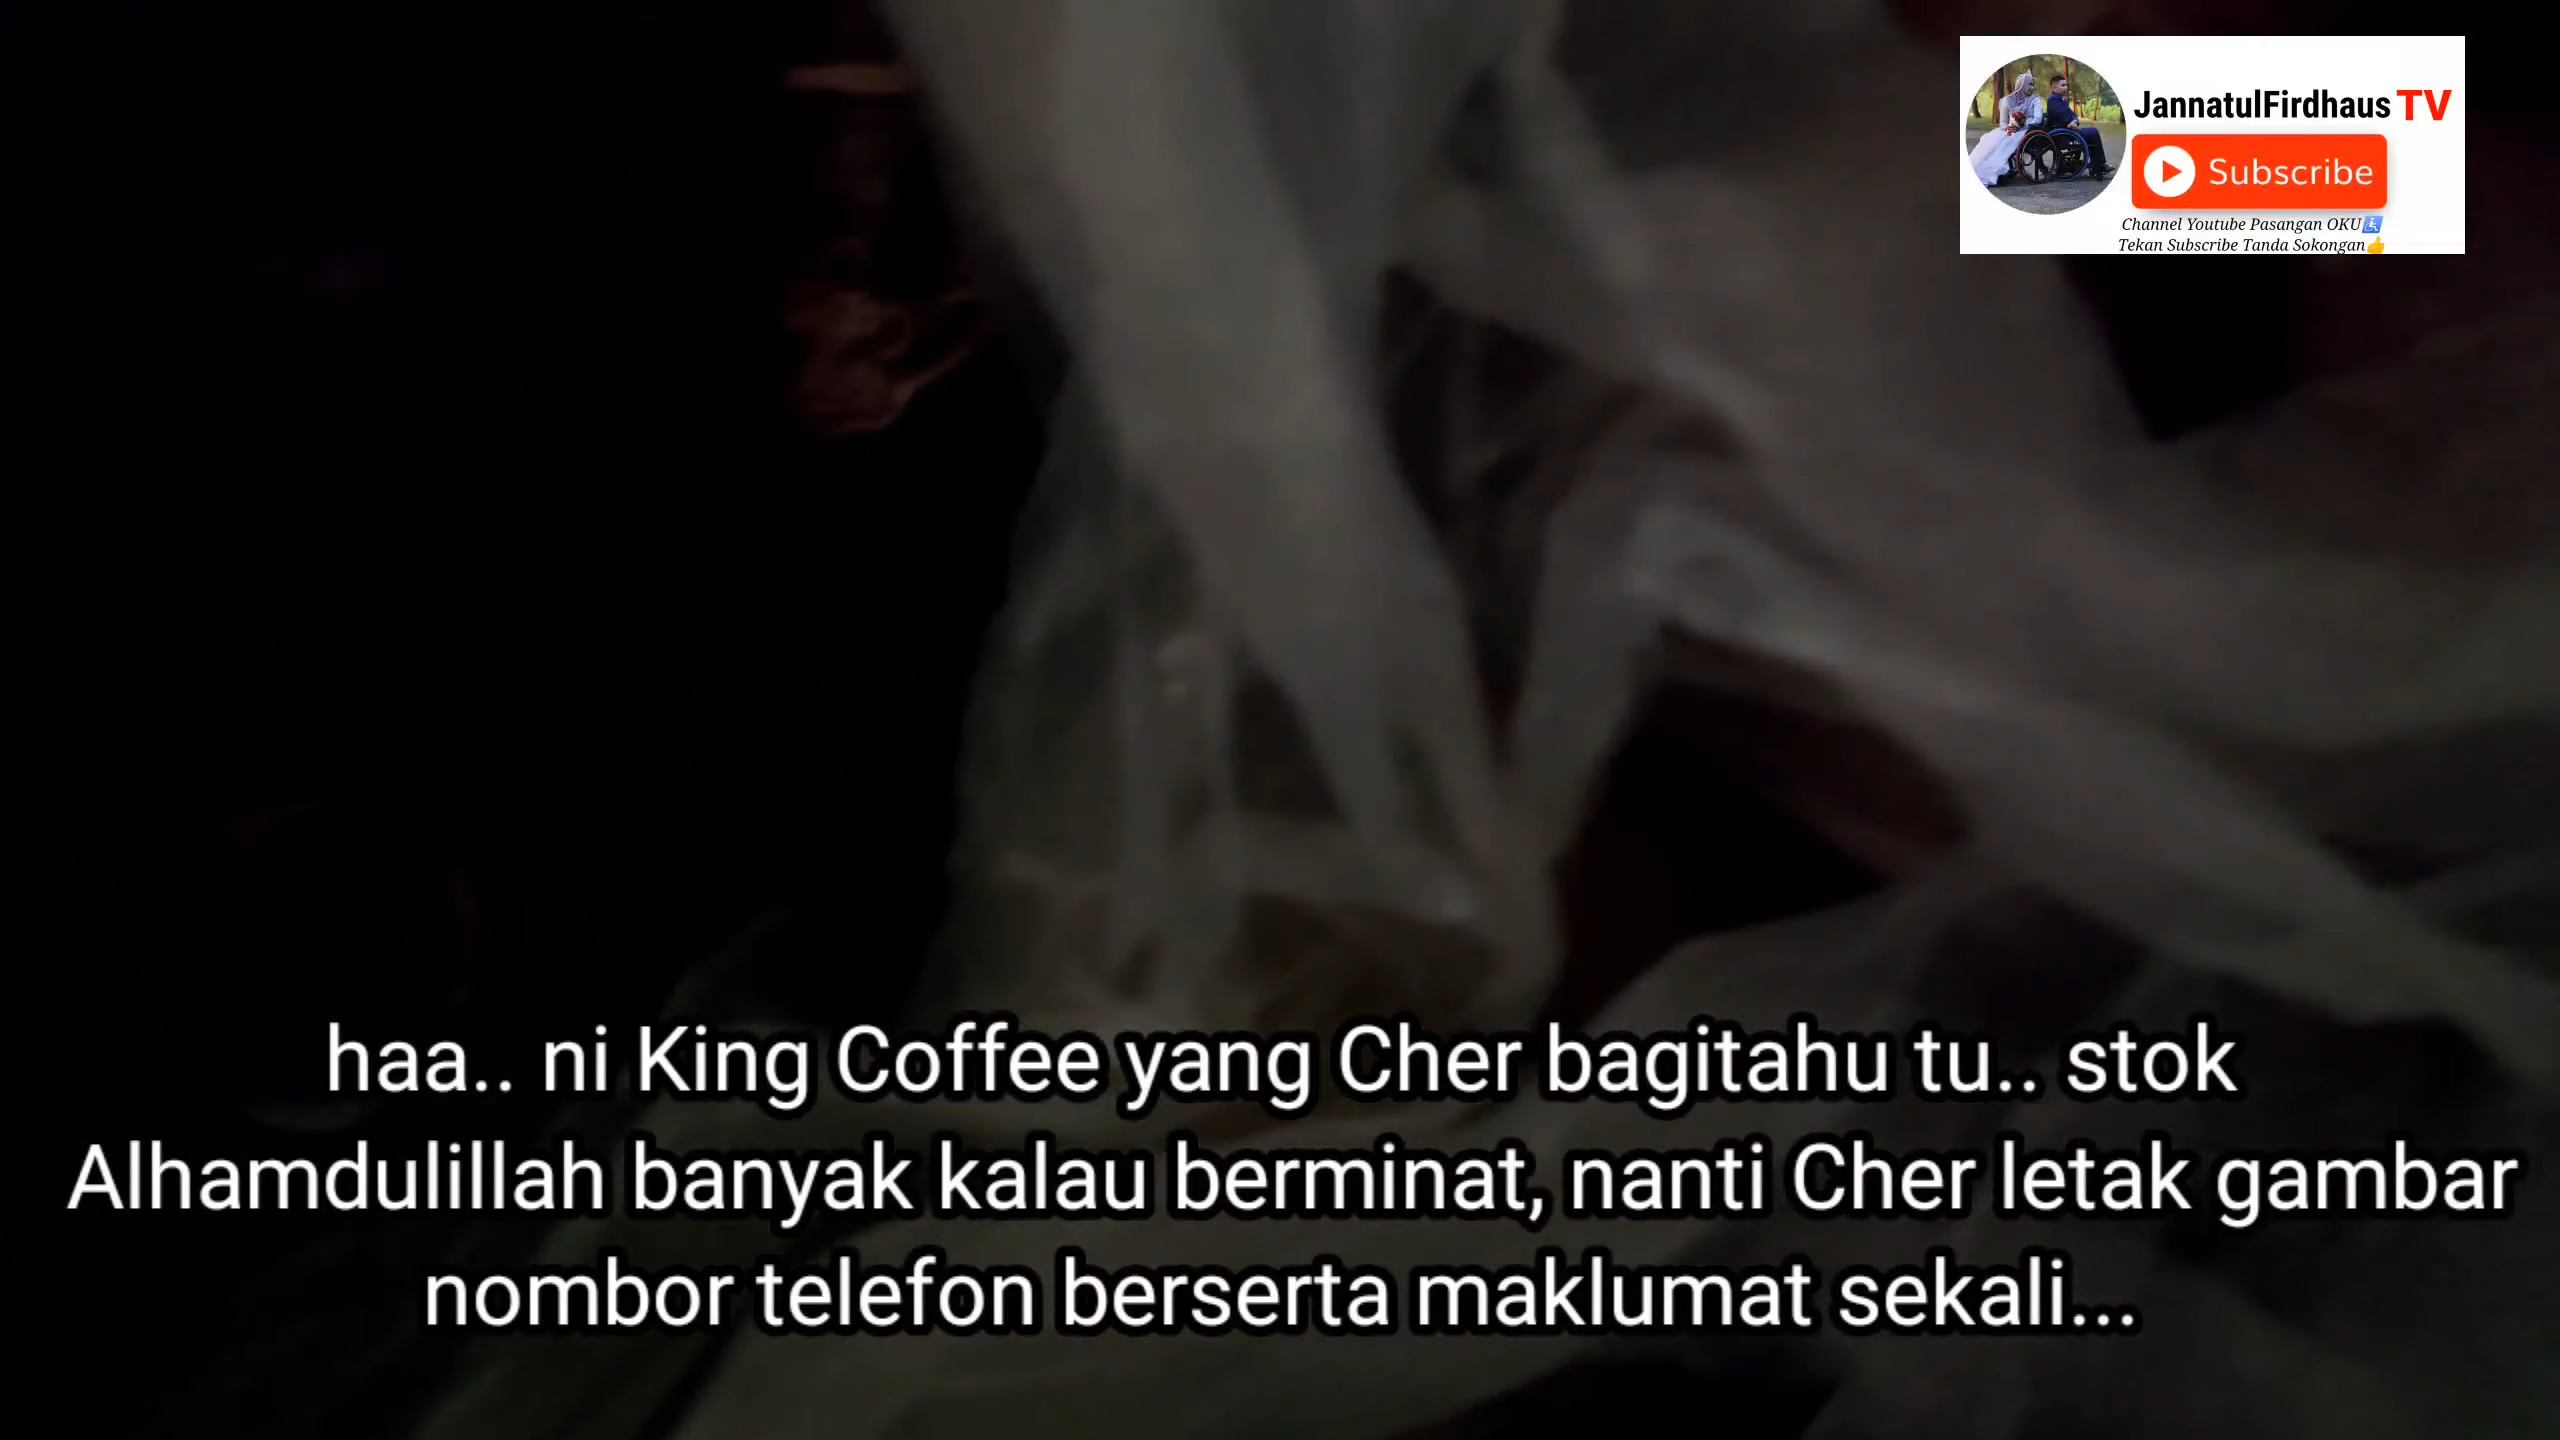 JannatulFirdhaus TV
Subscribe
Channel Youtube Pasangan OKU♿
Tekan Subscribe Tanda Sokongan👍
haa.. ni King Coffee yang Cher bagitahu tu.. stok
Alhamdulillah banyak kalau berminat, nanti Cher letak gambar
nombor telefon berserta maklumat sekali...